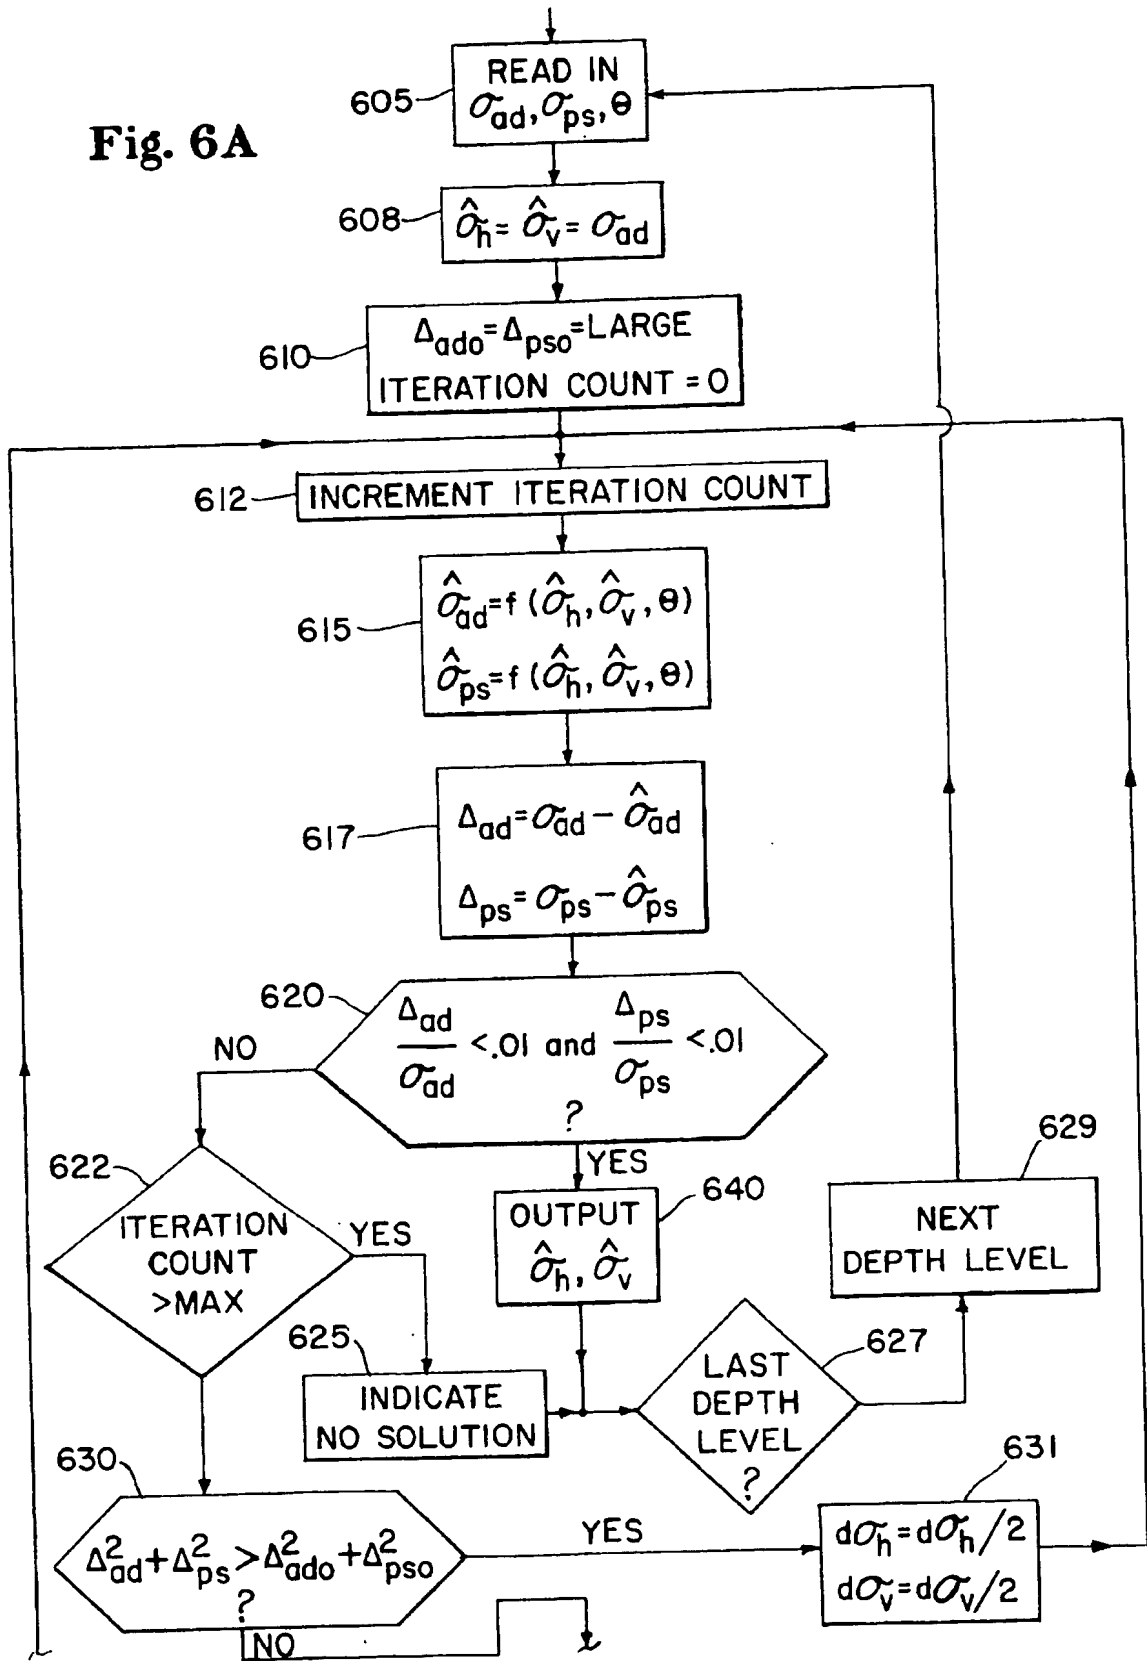 Fig. 6A
605
READ IN
σad, σps, Θ
608
σ̂h = σ̂v = σad
610
Δado = Δpso = LARGE
ITERATION COUNT = 0
612
INCREMENT ITERATION COUNT
615
σ̂ad = f (σ̂h, σ̂v, Θ)
σ̂ps = f (σ̂h, σ̂v, Θ)
617
Δad = σad − σ̂ad
Δps = σps − σ̂ps
620
Δad/σad <.01 and Δps/σps <.01
?
NO
YES
622
ITERATION
COUNT
>MAX
YES
640
OUTPUT
σ̂h, σ̂v
629
NEXT
DEPTH LEVEL
625
INDICATE
NO SOLUTION
627
LAST
DEPTH
LEVEL
?
630
Δ²ad + Δ²ps > Δ²ado + Δ²pso
?
YES
NO
631
dσh = dσh/2
dσv = dσv/2